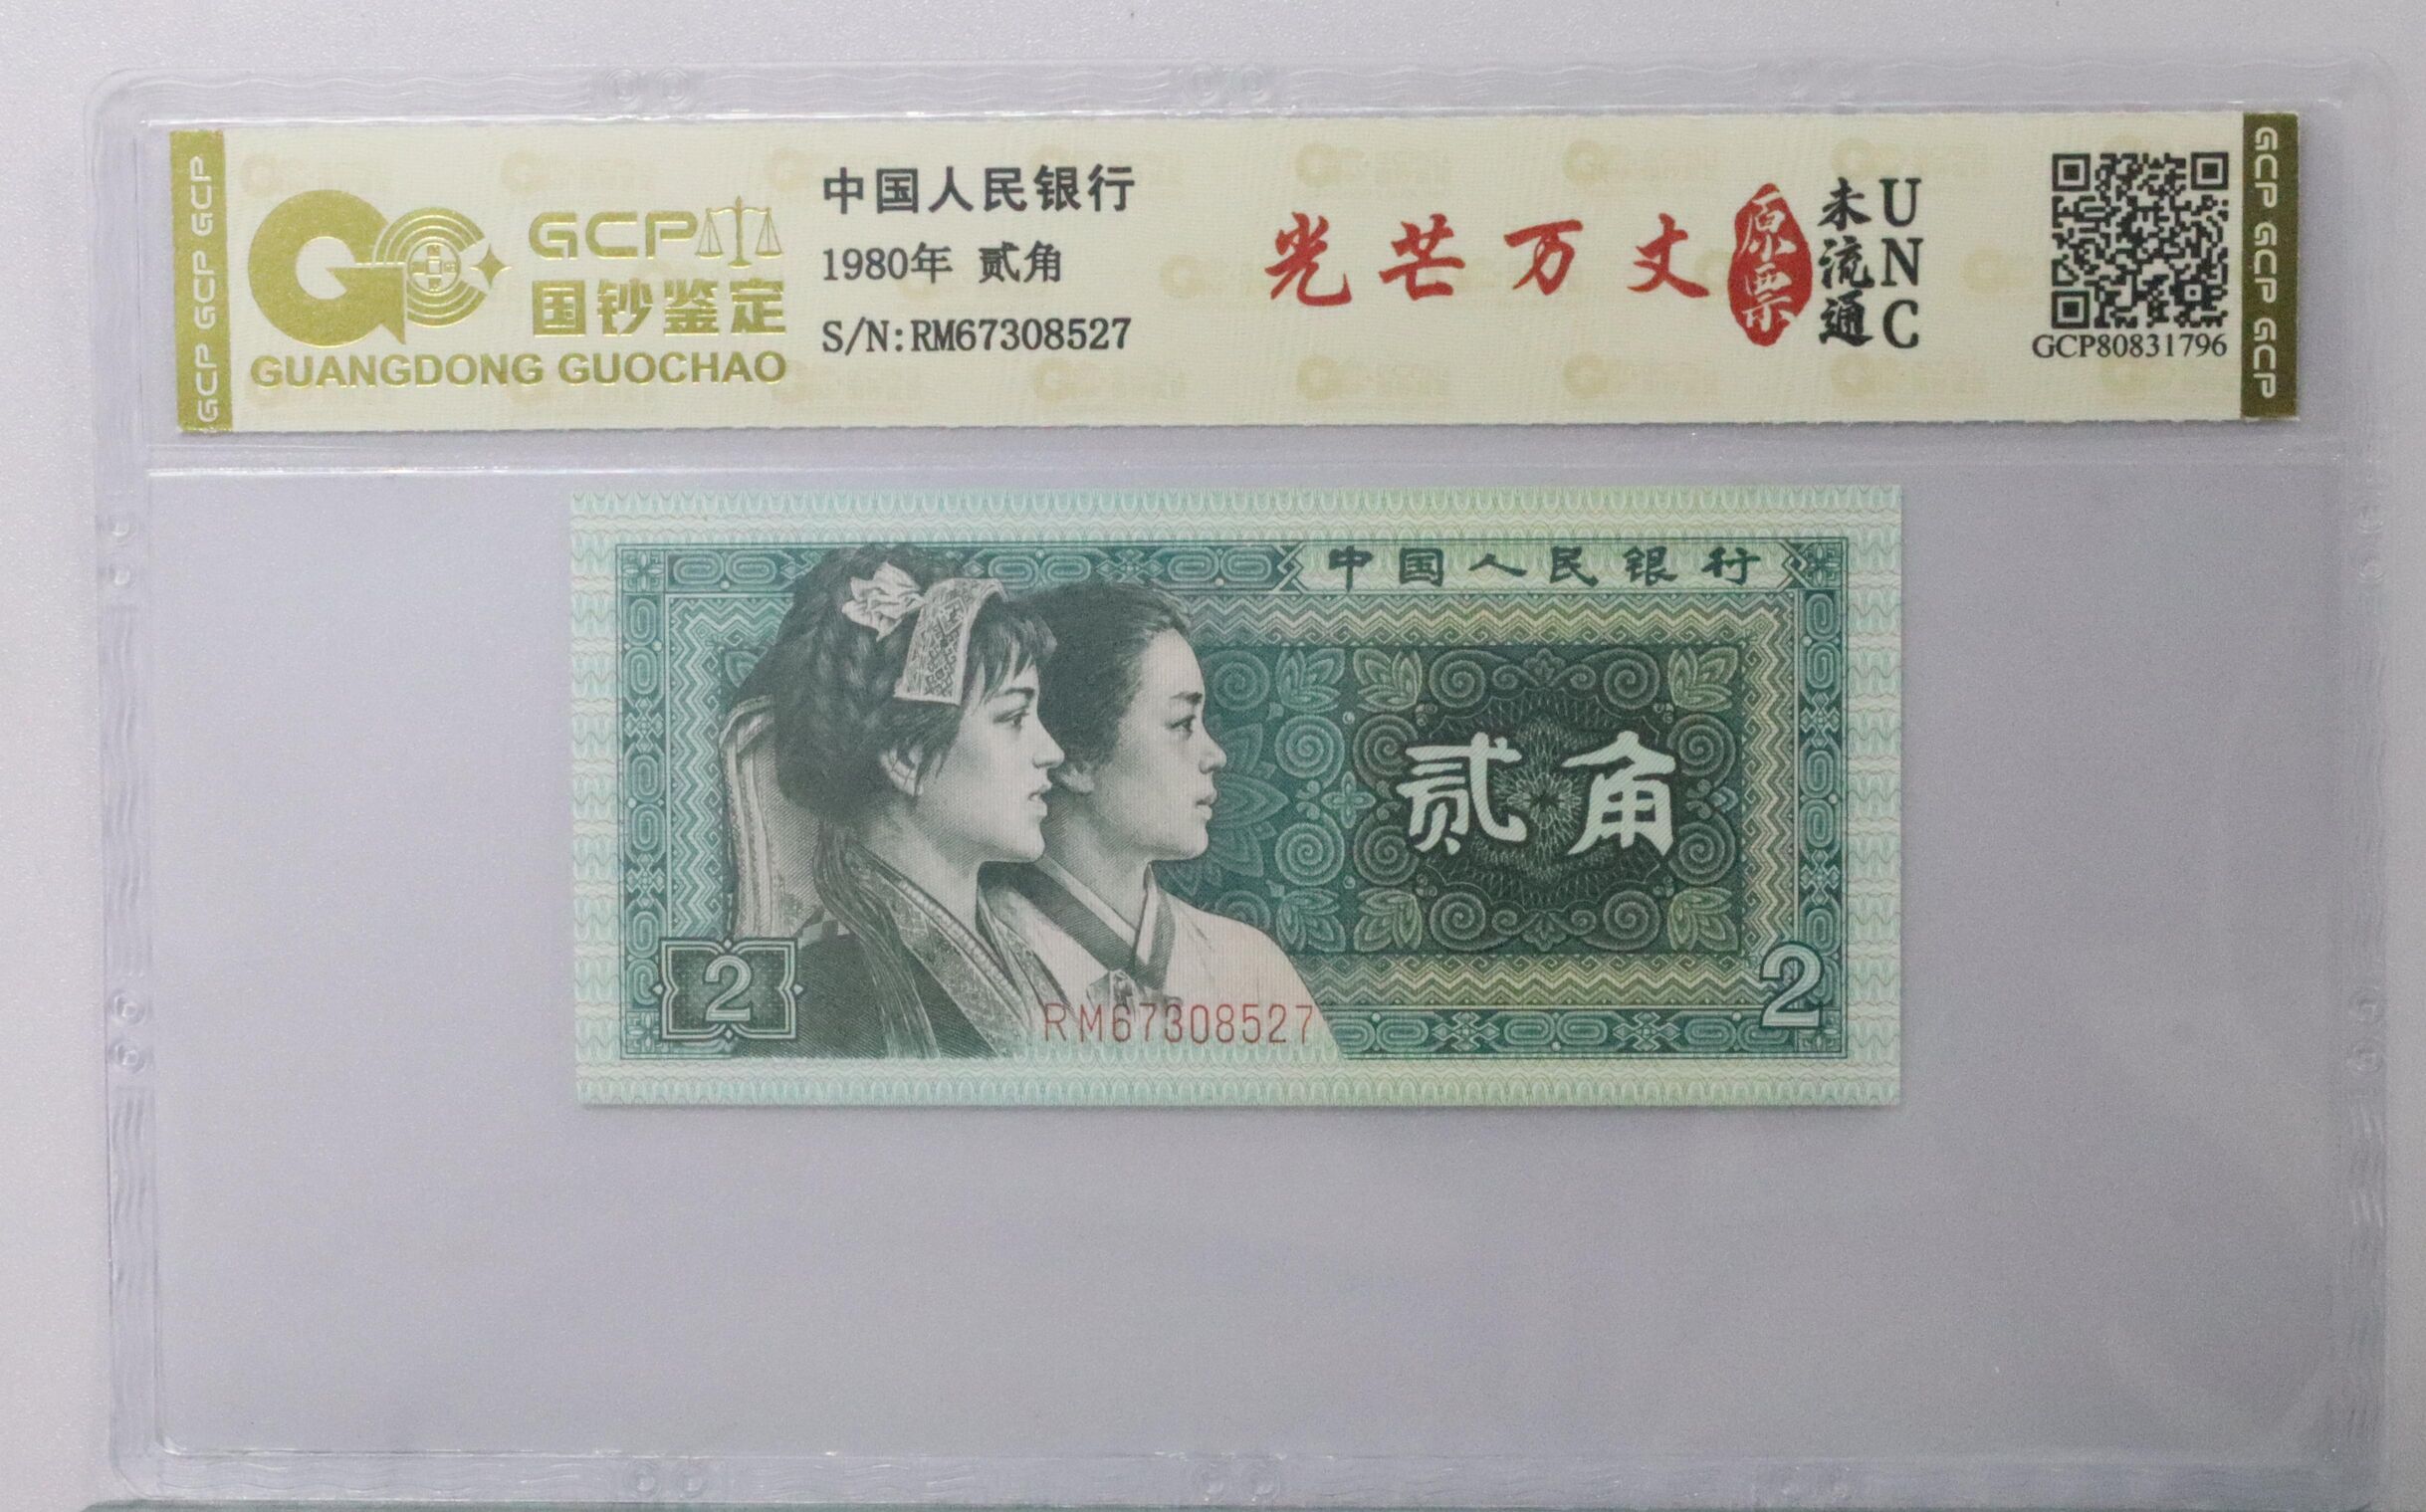 GCP GCP GCP
GCP
国钞鉴定
GUANGDONG GUOCHAO
中国人民银行
1980年 贰角
S/N:RM67308527
光芒万丈
原票
未流通
UNC
GCP80831796
GCP GCP GCP
中国人民银行
贰角
2
RM67308527
2